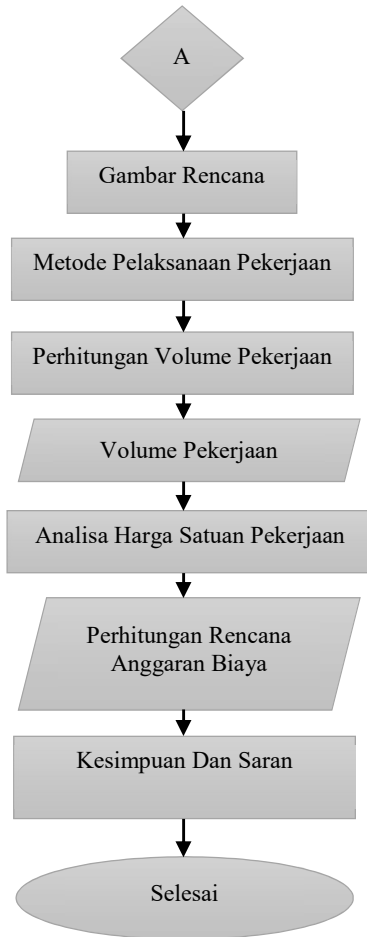 A
Gambar Rencana
Metode Pelaksanaan Pekerjaan
Perhitungan Volume Pekerjaan
Volume Pekerjaan
Analisa Harga Satuan Pekerjaan
Perhitungan Rencana
Anggaran Biaya
Kesimpuan Dan Saran
Selesai